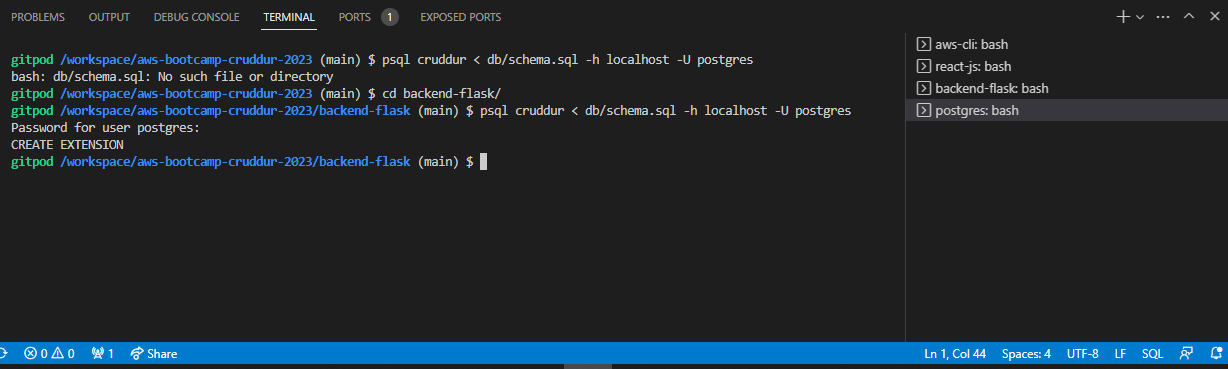 PROBLEMS OUTPUT DEBUG CONSOLE TERMINAL PORTS 1 EXPOSED PORTS
gitpod /workspace/aws-bootcamp-cruddur-2023 (main) $ psql cruddur < db/schema.sql -h localhost -U postgres
bash: db/schema.sql: No such file or directory
gitpod /workspace/aws-bootcamp-cruddur-2023 (main) $ cd backend-flask/
gitpod /workspace/aws-bootcamp-cruddur-2023/backend-flask (main) $ psql cruddur < db/schema.sql -h localhost -U postgres
Password for user postgres:
CREATE EXTENSION
gitpod /workspace/aws-bootcamp-cruddur-2023/backend-flask (main) $
aws-cli: bash
react-js: bash
backend-flask: bash
postgres: bash
0 0 1 Share Ln 1, Col 44 Spaces: 4 UTF-8 LF SQL